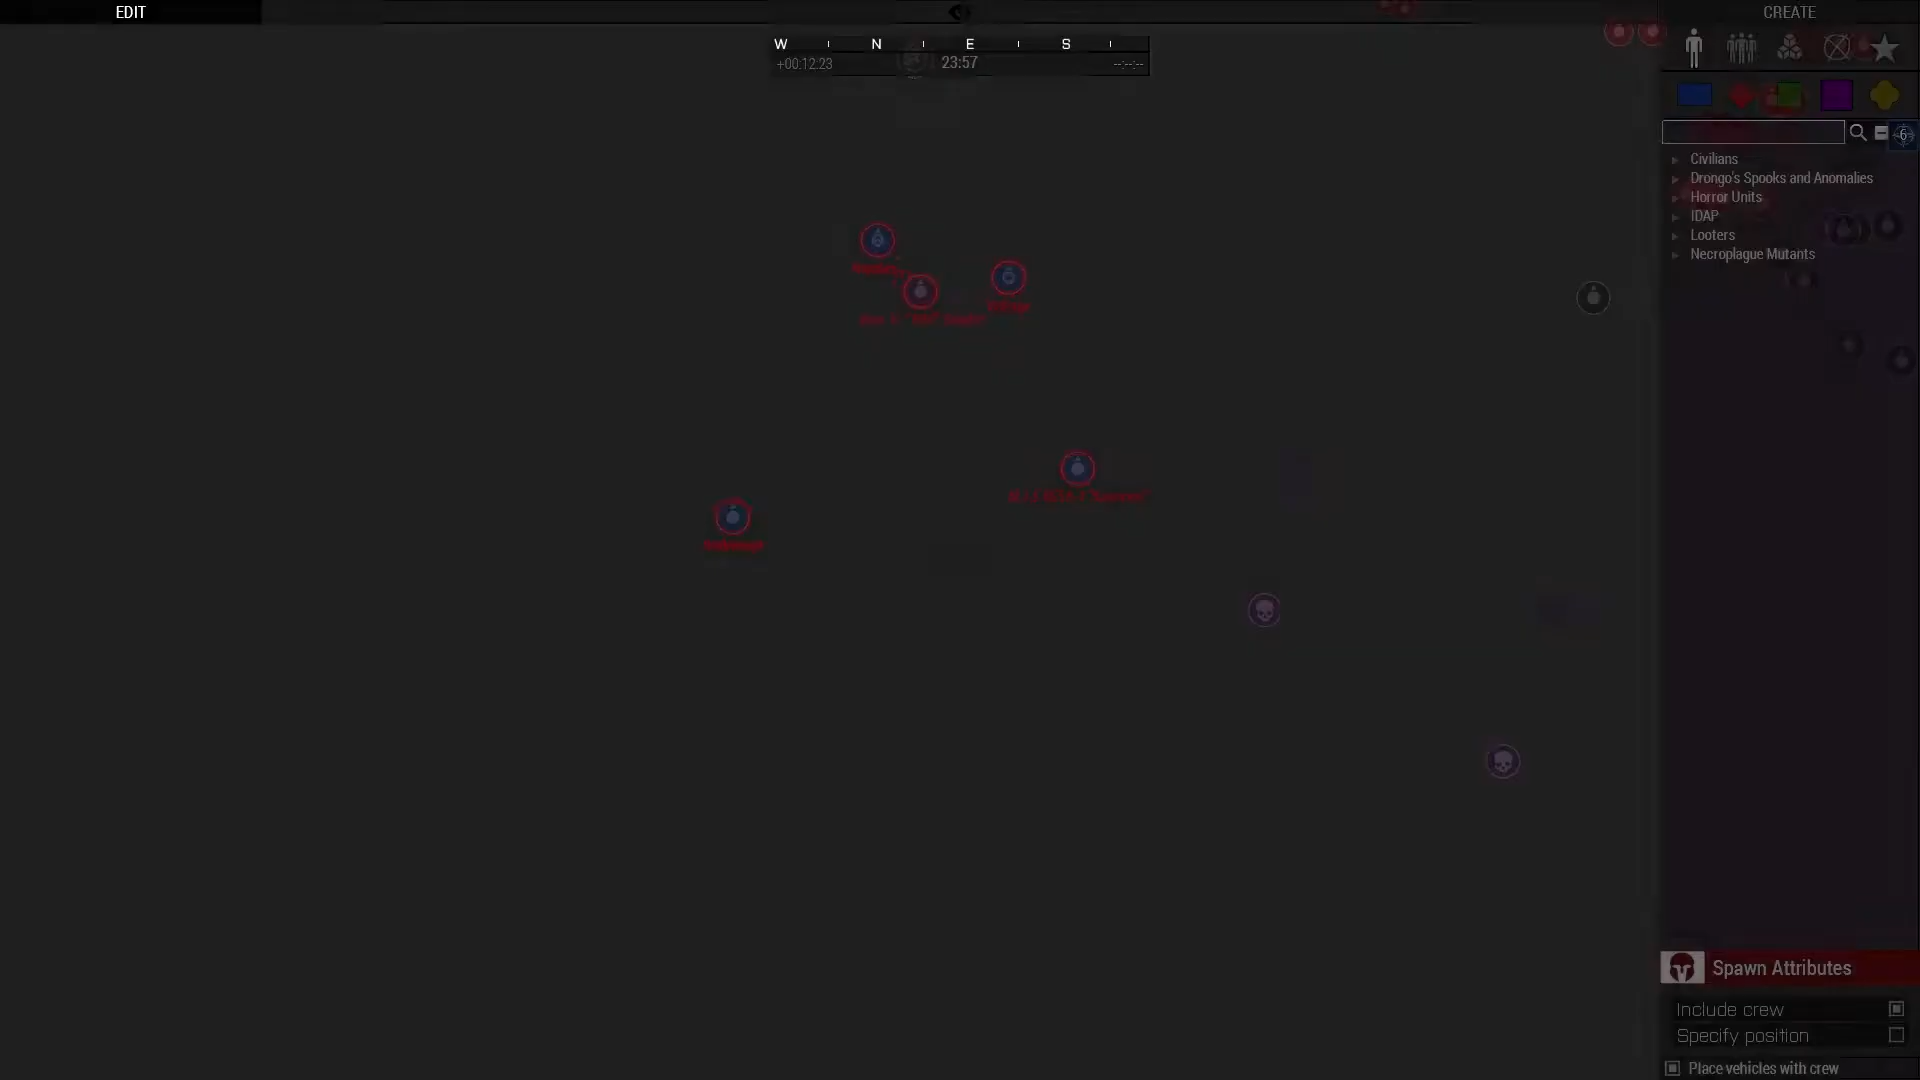 EDIT
CREATE
W N E S
+00:12:23 23:57 --:--:--
6
Civilians
Drongo's Spooks and Anomalies
Horror Units
IDAP
Looters
Necroplague Mutants
Spawn Attributes
Include crew
Specify position
Place vehicles with crew